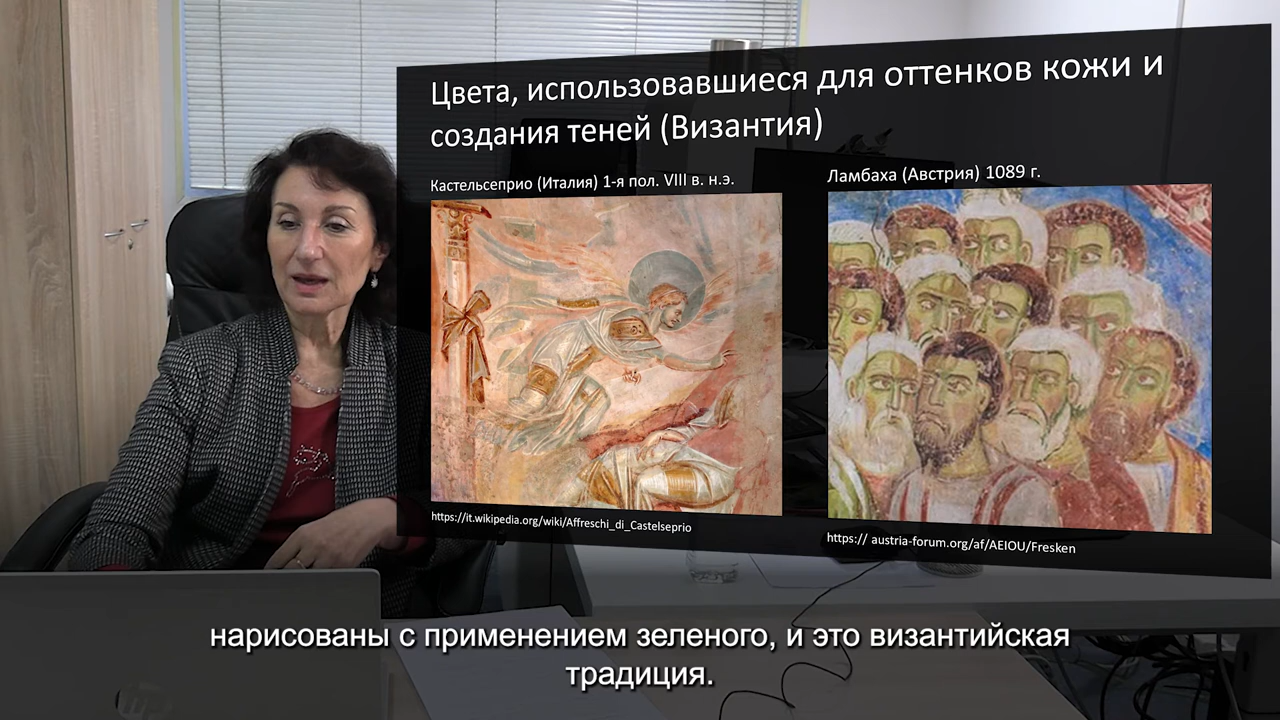 Цвета, использовавшиеся для оттенков кожи и
создания теней (Византия)
Кастельсеприо (Италия) 1-я пол. VIII в. н.э.
Ламбаха (Австрия) 1089 г.
https://it.wikipedia.org/wiki/Affreschi_di_Castelseprio
https:// austria-forum.org/af/AEIOU/Fresken
нарисованы с применением зеленого, и это византийская
традиция.